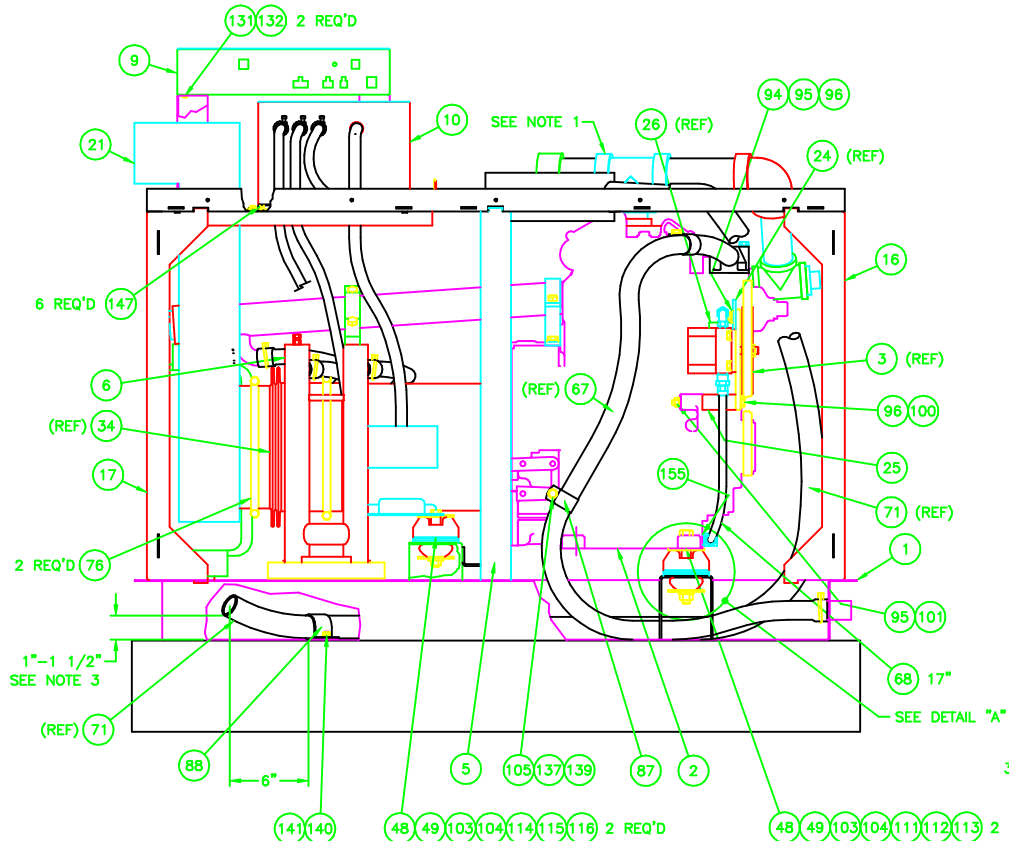 131 132 2 REQ'D
9
94 95 96
10
SEE NOTE 1
26 (REF)
21
24 (REF)
16
6 REQ'D 147
3 (REF)
6
(REF) 67
96 100
(REF) 34
25
17
155
71 (REF)
2 REQ'D 76
1
95 101
1"-1 1/2"
SEE NOTE 3
68 17"
(REF) 71
SEE DETAIL "A"
88
6"
5
105 137 139
87
2
3
141 140
48 49 103 104 114 115 116 2 REQ'D
48 49 103 104 111 112 113 2